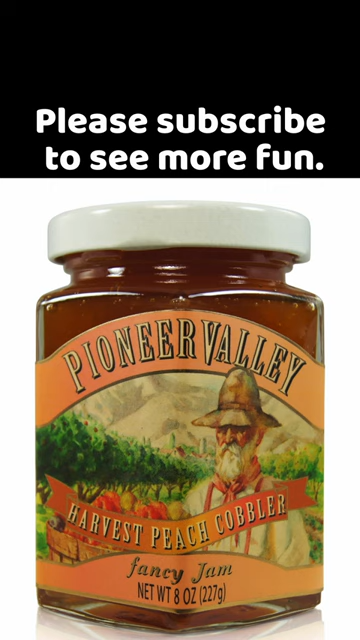 Please subscribe
to see more fun.
PIONEER VALLEY
HARVEST PEACH COBBLER
fancy Jam
NET WT 8 OZ (227g)